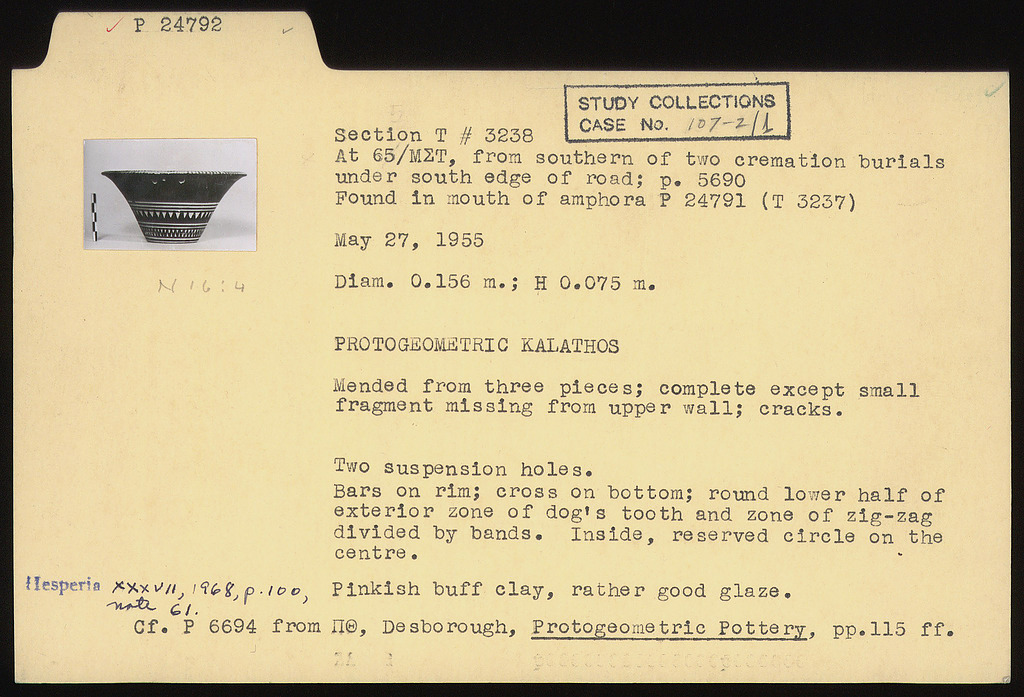 P 24792
STUDY COLLECTIONS
CASE No. 107-2/1
Section T # 3238
At 65/ΜΣΤ, from southern of two cremation burials
under south edge of road; p. 5690
Found in mouth of amphora P 24791 (T 3237)
May 27, 1955
Diam. 0.156 m.; H 0.075 m.
N 16:4
PROTOGEOMETRIC KALATHOS
Mended from three pieces; complete except small
fragment missing from upper wall; cracks.
Two suspension holes.
Bars on rim; cross on bottom; round lower half of
exterior zone of dog's tooth and zone of zig-zag
divided by bands. Inside, reserved circle on the
centre.
Pinkish buff clay, rather good glaze.
Hesperia XXXVII, 1968, p.100,
note 61.
Cf. P 6694 from ΠΘ, Desborough, Protogeometric Pottery, pp.115 ff.